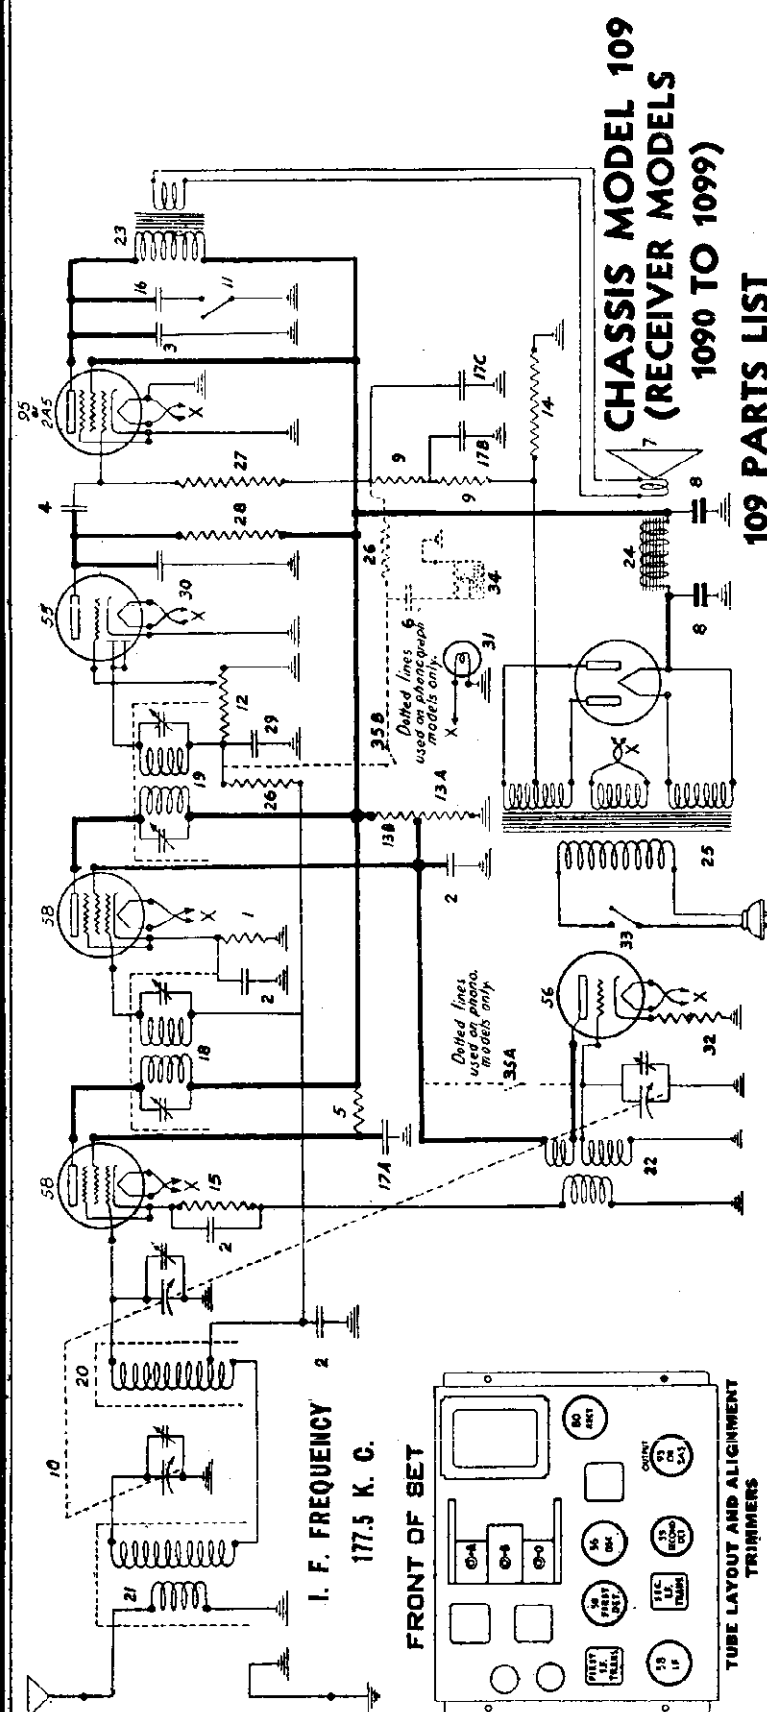 CHASSIS MODEL 109
(RECEIVER MODELS
1090 TO 1099)
109 PARTS LIST
I. F. FREQUENCY
177.5 K. C.
FRONT OF SET
TUBE LAYOUT AND ALIGNMENT
TRIMMERS
Dotted lines
used on phonograph
models only.
Dotted lines
used on phono.
models only
21
10
20
2
58
15
2
17A
5
18
58
1
2
26
19
29
12
55
30
4
28
27
95
or
2A5
3
16
11
23
35B
26
6
34
31
X
X
X
X
X
X
X
9
9
17B
17C
14
13B
13A
2
35A
22
56
32
33
25
24
8
8
7
80
RECT
OUTPUT
OR
56
OSC
58
FIRST
DET.
SECOND
DET
FIRST
I.F.
TRANS.
SEC.
I.F.
TRANS
58
IF